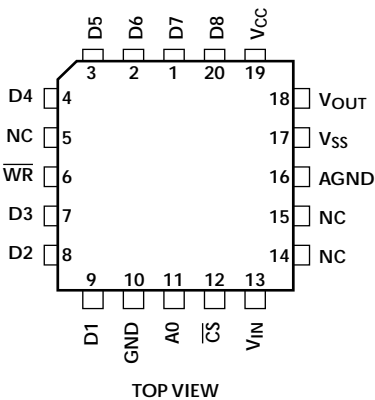 D5 D6 D7 D8 VCC
3 2 1 20 19
D4 4 18 VOUT
NC 5 17 VSS
W̅R̅ 6 16 AGND
D3 7 15 NC
D2 8 14 NC
9 10 11 12 13
D1 GND A0 C̅S̅ VIN
TOP VIEW